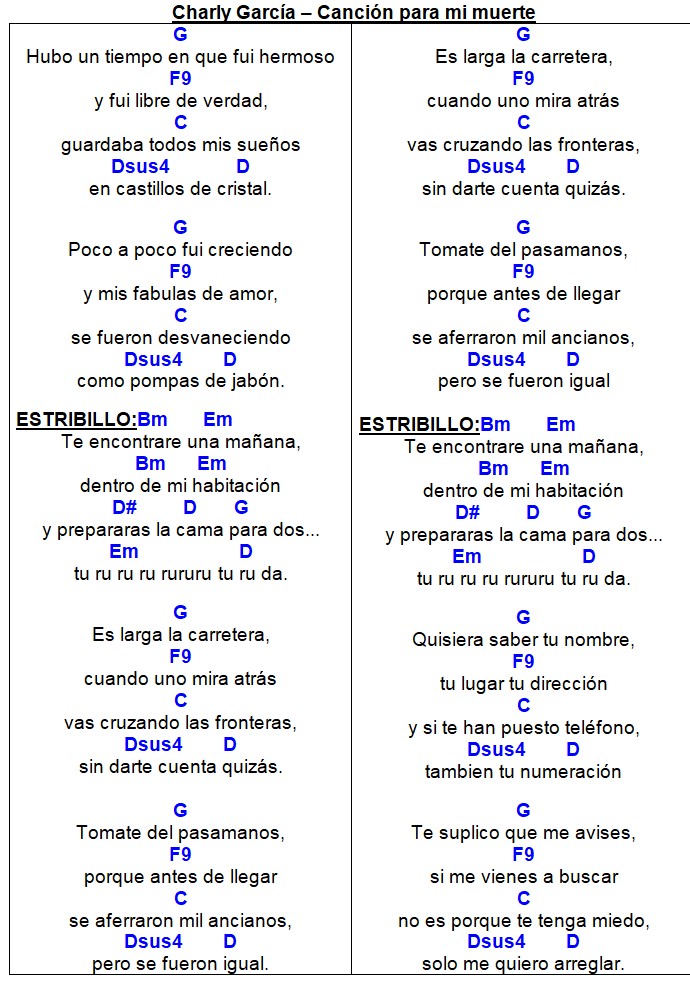 Charly García – Canción para mi muerte
G
Hubo un tiempo en que fui hermoso
F9
y fui libre de verdad,
C
guardaba todos mis sueños
Dsus4 D
en castillos de cristal.
G
Poco a poco fui creciendo
F9
y mis fabulas de amor,
C
se fueron desvaneciendo
Dsus4 D
como pompas de jabón.
ESTRIBILLO:Bm Em
Te encontrare una mañana,
Bm Em
dentro de mi habitación
D# D G
y prepararas la cama para dos...
Em D
tu ru ru ru rururu tu ru da.
G
Es larga la carretera,
F9
cuando uno mira atrás
C
vas cruzando las fronteras,
Dsus4 D
sin darte cuenta quizás.
G
Tomate del pasamanos,
F9
porque antes de llegar
C
se aferraron mil ancianos,
Dsus4 D
pero se fueron igual.
G
Es larga la carretera,
F9
cuando uno mira atrás
C
vas cruzando las fronteras,
Dsus4 D
sin darte cuenta quizás.
G
Tomate del pasamanos,
F9
porque antes de llegar
C
se aferraron mil ancianos,
Dsus4 D
pero se fueron igual
ESTRIBILLO:Bm Em
Te encontrare una mañana,
Bm Em
dentro de mi habitación
D# D G
y prepararas la cama para dos...
Em D
tu ru ru ru rururu tu ru da.
G
Quisiera saber tu nombre,
F9
tu lugar tu dirección
C
y si te han puesto teléfono,
Dsus4 D
tambien tu numeración
G
Te suplico que me avises,
F9
si me vienes a buscar
C
no es porque te tenga miedo,
Dsus4 D
solo me quiero arreglar.